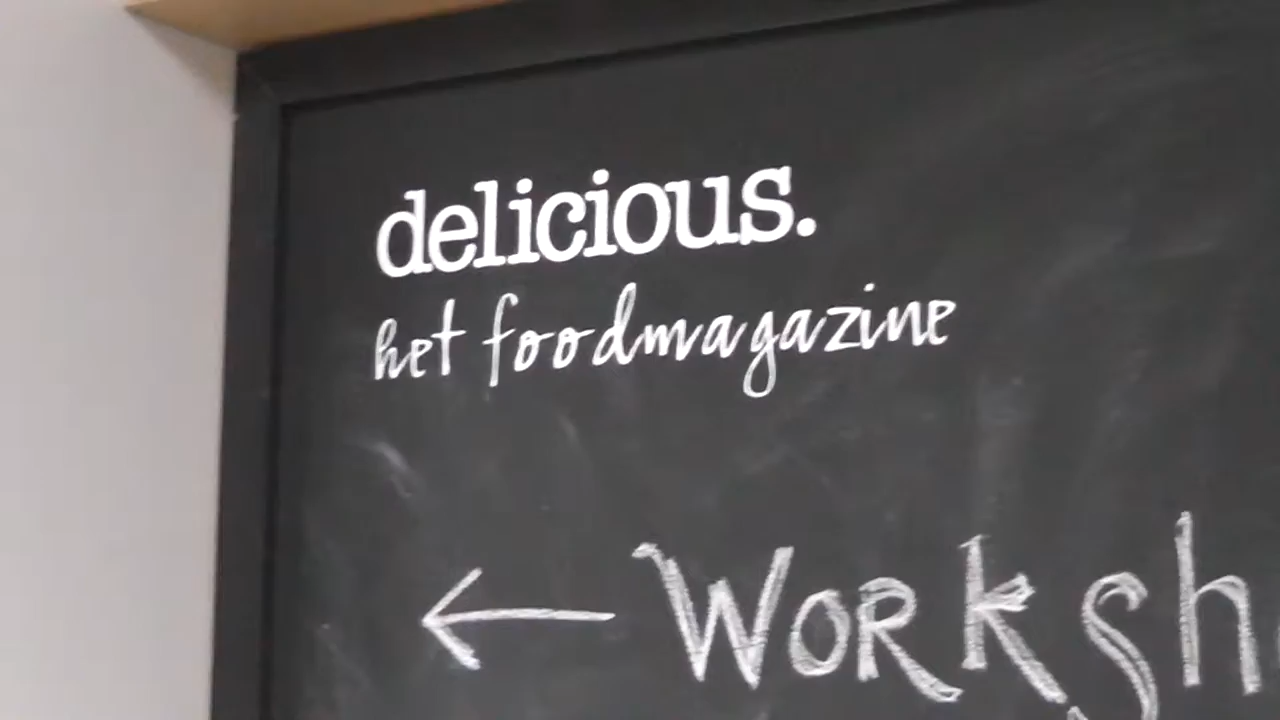 delicious.
het foodmagazine
← Worksh